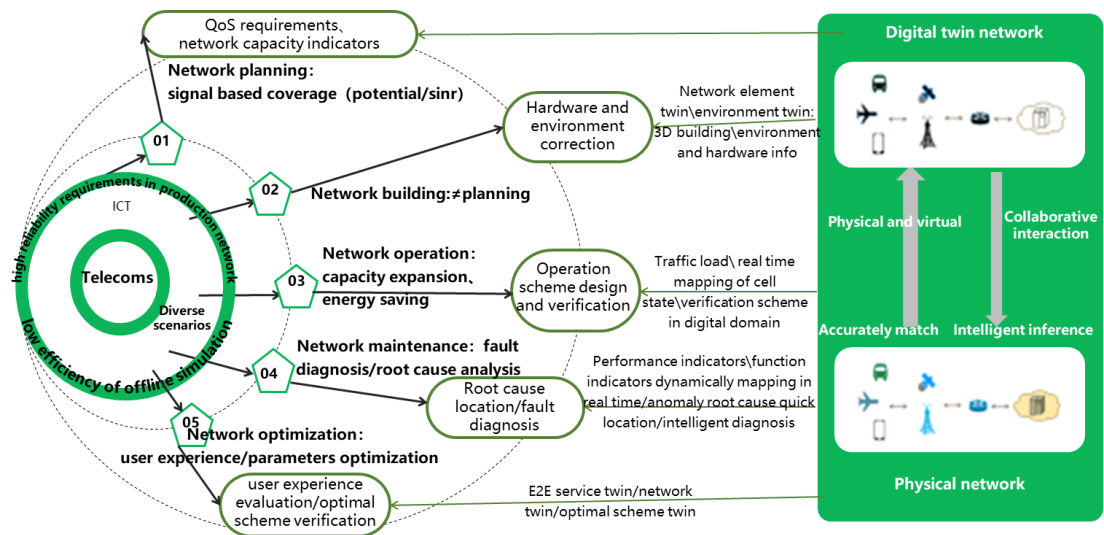 QoS requirements、
network capacity indicators
Digital twin network
Network planning：
signal based coverage（potential/sinr)
01
Hardware and
environment
correction
Network element
twin\environment twin:
3D building\environment
and hardware info
high reliability requirements in production network
ICT
02
Network building:≠planning
Telecoms
Physical and virtual
Collaborative
interaction
Network operation：
capacity expansion、
energy saving
03
Operation
scheme design
and verification
Traffic load\ real time
mapping of cell
state\verification scheme
in digital domain
Diverse
scenarios
Accurately match
Intelligent inference
low efficiency of offline simulation
Network maintenance：fault
diagnosis/root cause analysis
04
Root cause
location/fault
diagnosis
Performance indicators\function
indicators dynamically mapping in
real time/anomaly root cause quick
location/intelligent diagnosis
05
Network optimization：
user experience/parameters optimization
user experience
evaluation/optimal
scheme verification
E2E service twin/network
twin/optimal scheme twin
Physical network